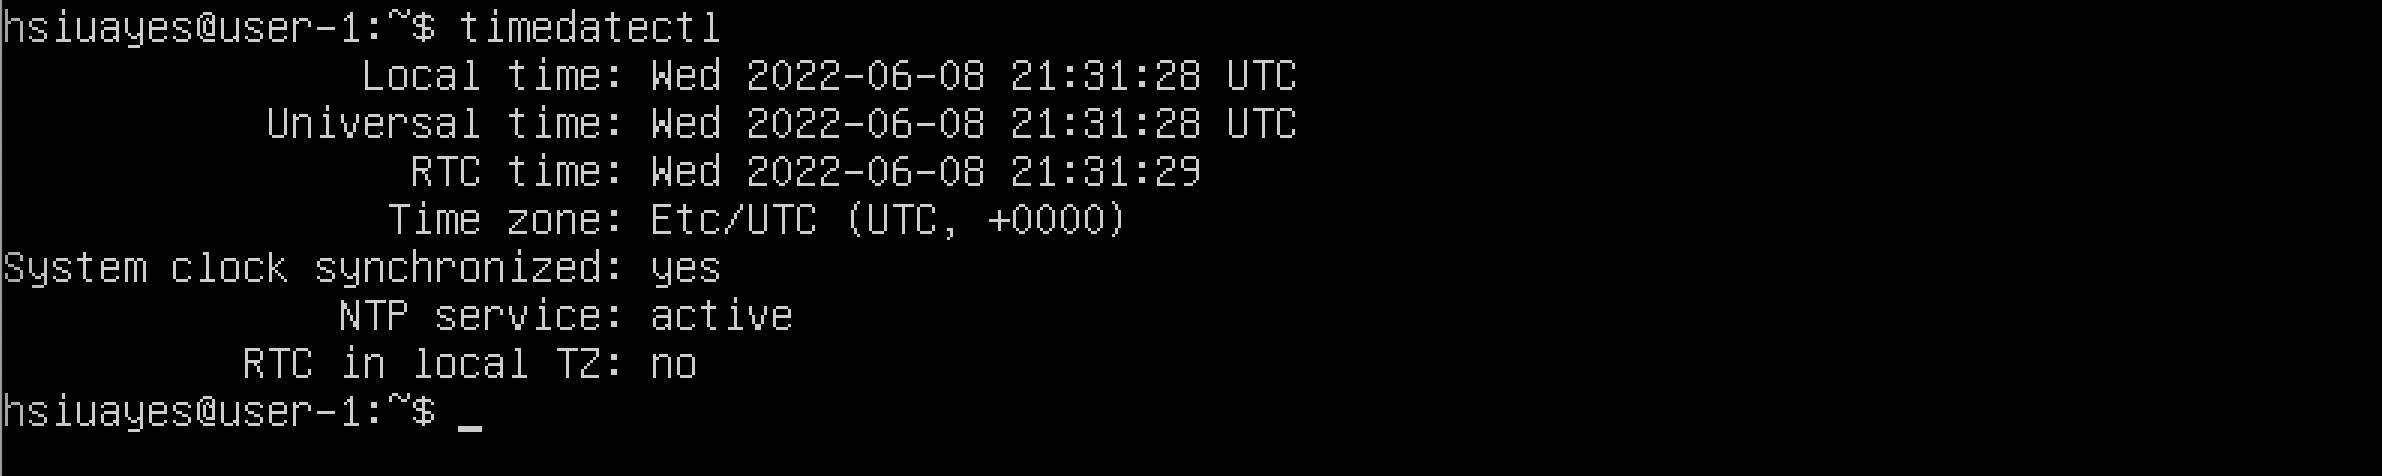 hsiuayes@user-1:~$ timedatectl
Local time: Wed 2022-06-08 21:31:28 UTC
Universal time: Wed 2022-06-08 21:31:28 UTC
RTC time: Wed 2022-06-08 21:31:29
Time zone: Etc/UTC (UTC, +0000)
System clock synchronized: yes
NTP service: active
RTC in local TZ: no
hsiuayes@user-1:~$ _